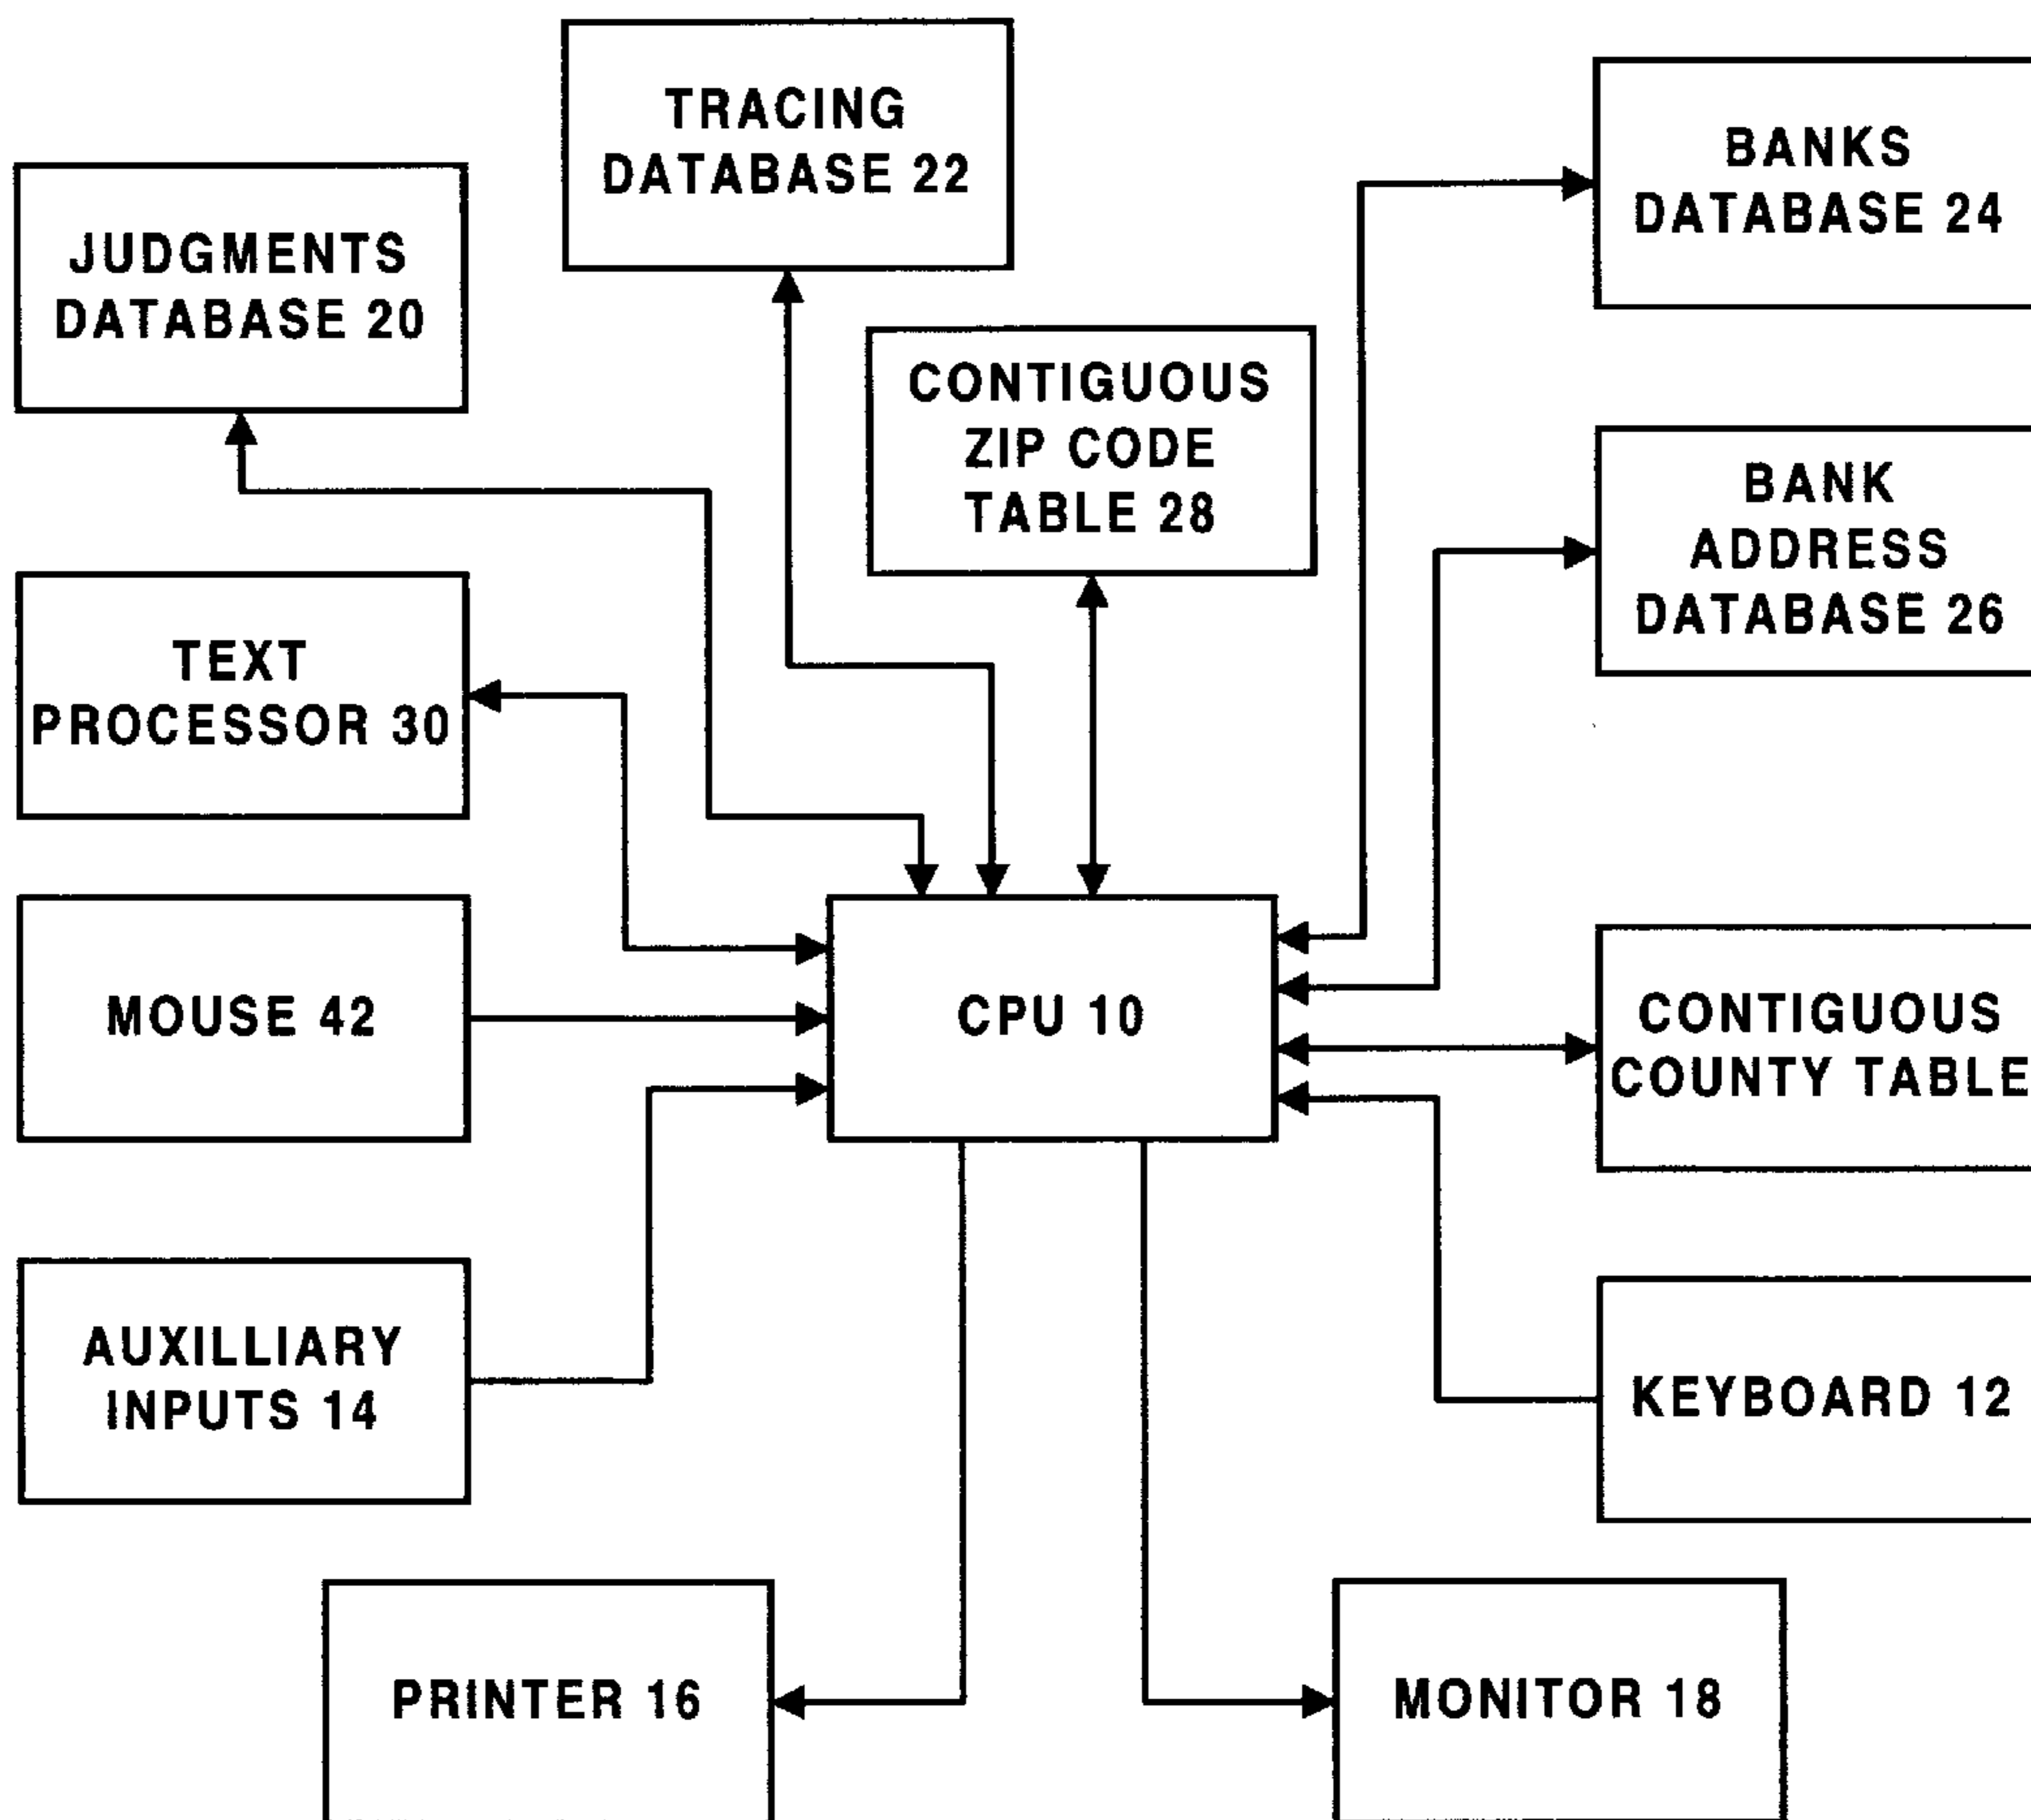 TRACING
DATABASE 22
BANKS
DATABASE 24
JUDGMENTS
DATABASE 20
CONTIGUOUS
ZIP CODE
TABLE 28
BANK
ADDRESS
DATABASE 26
TEXT
PROCESSOR 30
MOUSE 42
CPU 10
CONTIGUOUS
COUNTY TABLE
AUXILLIARY
INPUTS 14
KEYBOARD 12
PRINTER 16
MONITOR 18